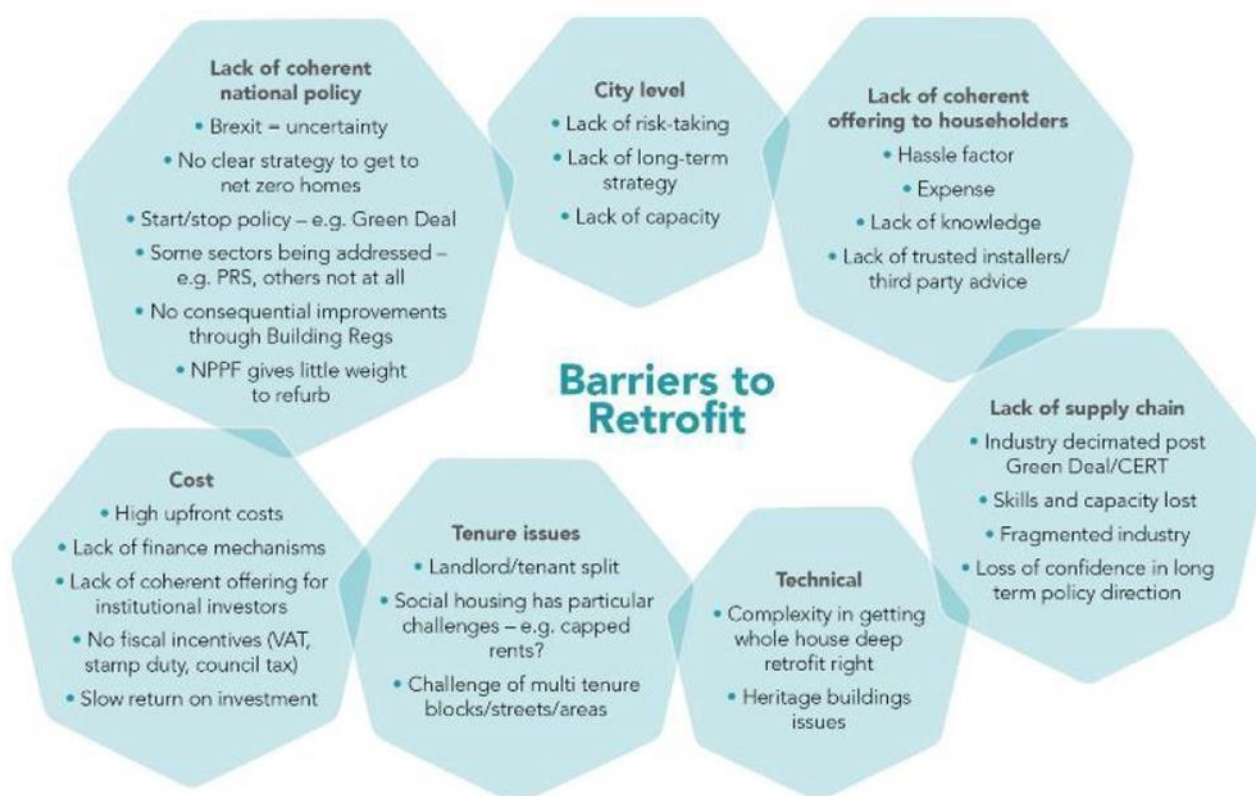 Lack of coherent
national policy
• Brexit = uncertainty
• No clear strategy to get to
net zero homes
• Start/stop policy – e.g. Green Deal
• Some sectors being addressed –
e.g. PRS, others not at all
• No consequential improvements
through Building Regs
• NPPF gives little weight
to refurb
City level
• Lack of risk-taking
• Lack of long-term
strategy
• Lack of capacity
Lack of coherent
offering to householders
• Hassle factor
• Expense
• Lack of knowledge
• Lack of trusted installers/
third party advice
Barriers to
Retrofit
Lack of supply chain
• Industry decimated post
Green Deal/CERT
• Skills and capacity lost
• Fragmented industry
• Loss of confidence in long
term policy direction
Cost
• High upfront costs
• Lack of finance mechanisms
• Lack of coherent offering for
institutional investors
• No fiscal incentives (VAT,
stamp duty, council tax)
• Slow return on investment
Tenure issues
• Landlord/tenant split
• Social housing has particular
challenges – e.g. capped
rents?
• Challenge of multi tenure
blocks/streets/areas
Technical
• Complexity in getting
whole house deep
retrofit right
• Heritage buildings
issues